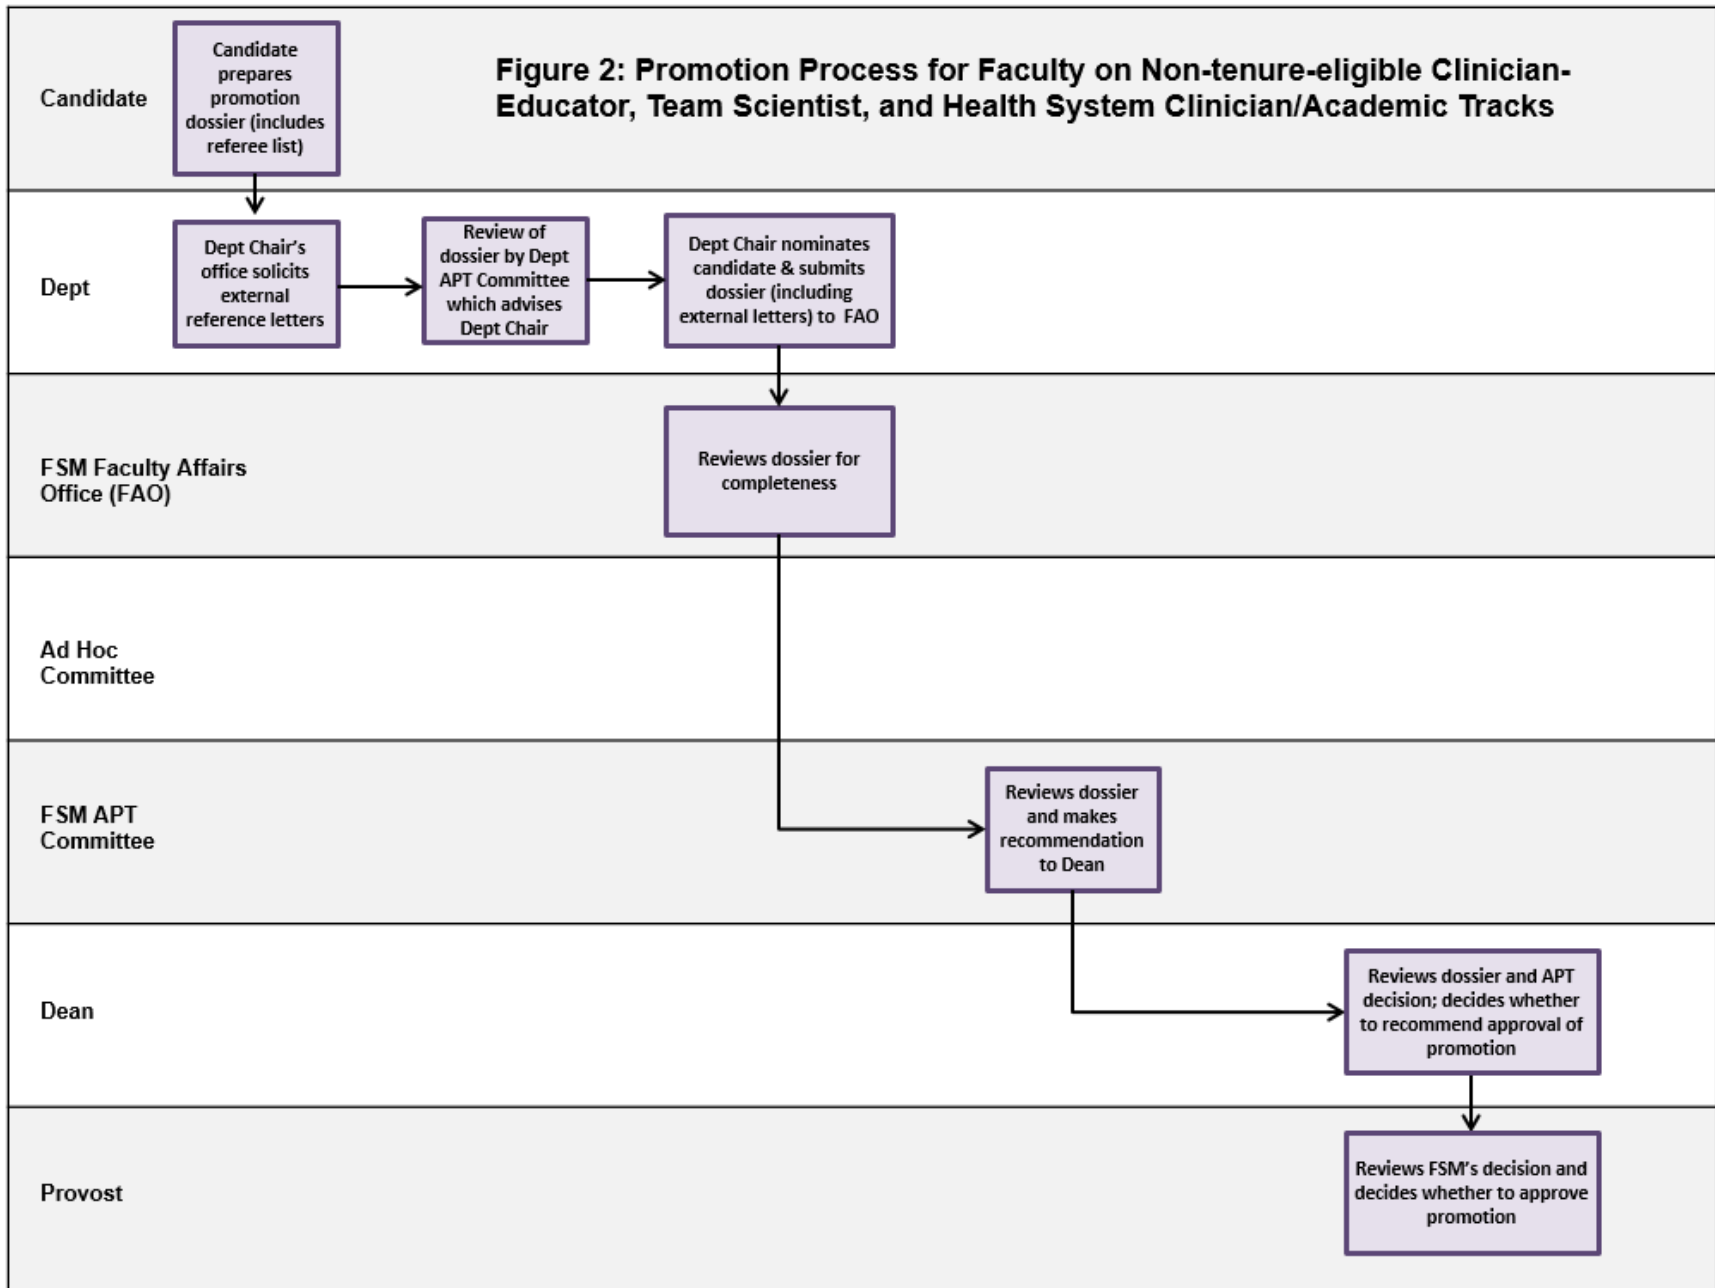 Candidate
Candidate
prepares
promotion
dossier (includes
referee list)
Figure 2: Promotion Process for Faculty on Non-tenure-eligible Clinician-
Educator, Team Scientist, and Health System Clinician/Academic Tracks
Dept
Dept Chair's
office solicits
external
reference letters
Review of
dossier by Dept
APT Committee
which advises
Dept Chair
Dept Chair nominates
candidate & submits
dossier (including
external letters) to FAO
FSM Faculty Affairs
Office (FAO)
Reviews dossier for
completeness
Ad Hoc
Committee
FSM APT
Committee
Reviews dossier
and makes
recommendation
to Dean
Dean
Reviews dossier and APT
decision; decides whether
to recommend approval of
promotion
Provost
Reviews FSM's decision and
decides whether to approve
promotion